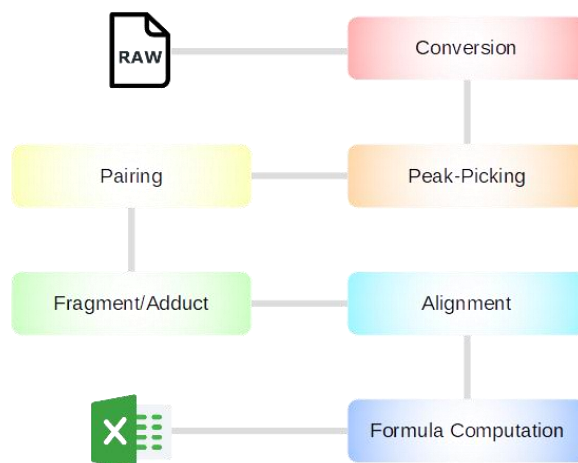 RAW
Conversion
Pairing
Peak-Picking
Fragment/Adduct
Alignment
X
Formula Computation